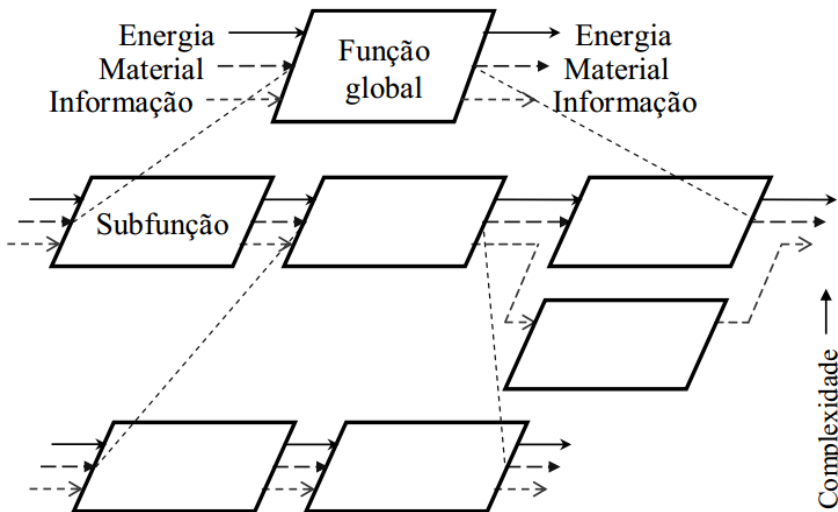 Energia
Material
Informação
Função
global
Energia
Material
Informação
Subfunção
Complexidade